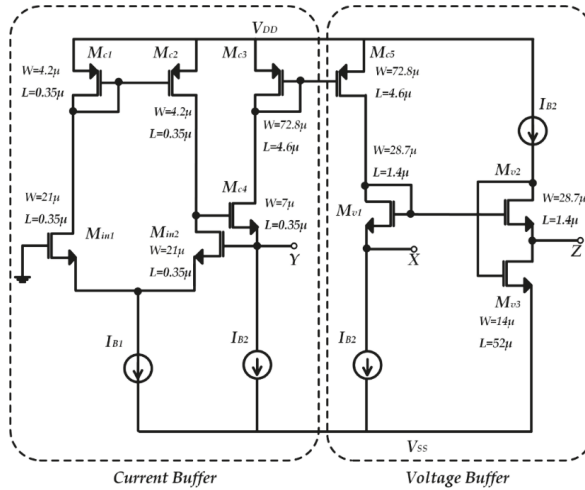 VDD
Mc1
Mc2
Mc3
Mc5
W=4.2μ
L=0.35μ
W=4.2μ
L=0.35μ
W=72.8μ
L=4.6μ
W=72.8μ
L=4.6μ
IB2
Mv2
W=28.7μ
L=1.4μ
W=28.7μ
L=1.4μ
Mc4
W=7μ
L=0.35μ
W=21μ
L=0.35μ
Min1
Min2
W=21μ
L=0.35μ
Y
Mv1
X
Z
Mv3
W=14μ
L=52μ
IB1
IB2
IB2
VSS
Current Buffer
Voltage Buffer